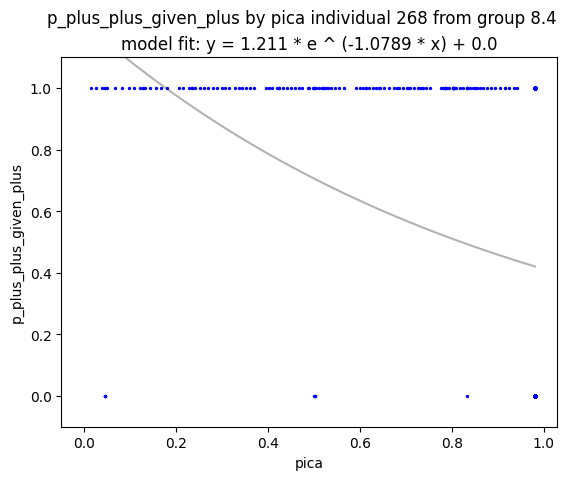 p_plus_plus_given_plus by pica individual 268 from group 8.4
model fit: y = 1.211 * e ^ (-1.0789 * x) + 0.0
p_plus_plus_given_plus
1.0
0.8
0.6
0.4
0.2
0.0
0.0 0.2 0.4 0.6 0.8 1.0
pica